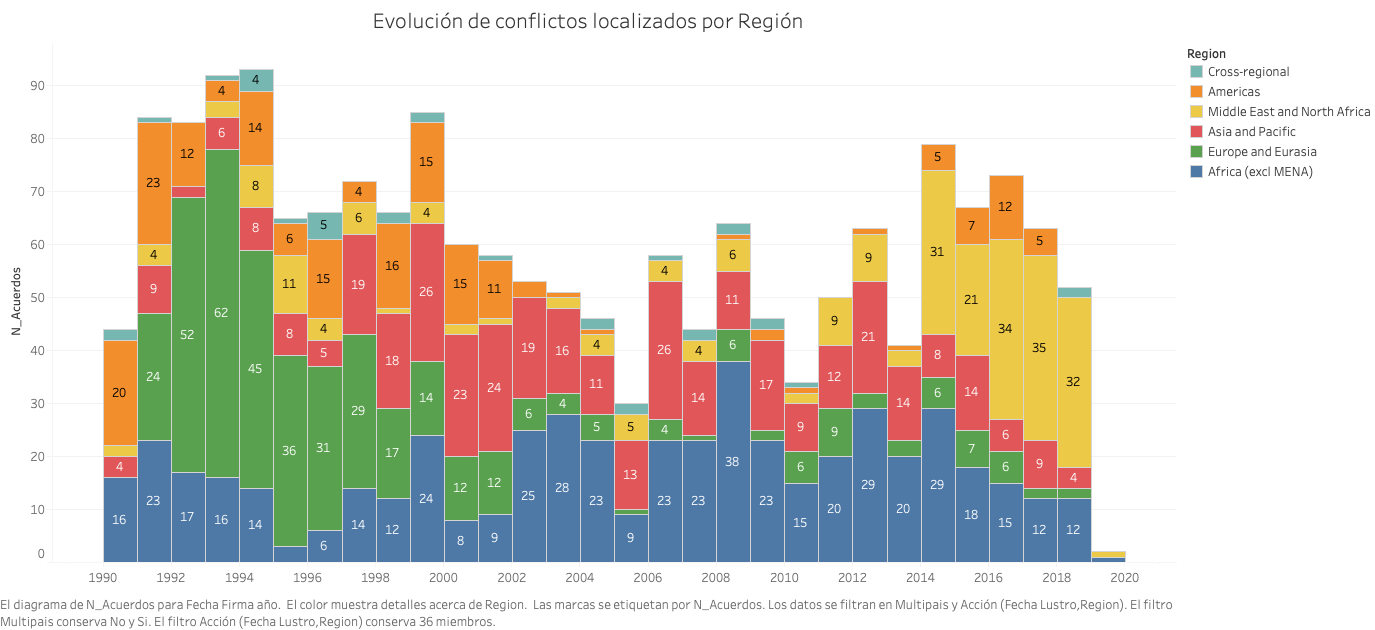 Evolución de conflictos localizados por Región
Region
Cross-regional
Americas
Middle East and North Africa
Asia and Pacific
Europe and Eurasia
Africa (excl MENA)
N_Acuerdos
90
80
70
60
50
40
30
20
10
0
20 4 16
23 4 9 24 23
12 52 17
4 6 62 16
4 14 8 8 45 14
6 11 8 36
5 15 4 5 31 6
4 6 19 29 14
16 18 17 12
15 4 26 14 24
15 23 12 8
11 24 12 9
19 6 25
16 4 28
4 11 5 23
5 13 9
4 26 4 23
4 14 23
6 11 6 38
17 23
9 6 15
9 12 9 20
9 21 29
14 20
5 31 8 6 29
7 21 14 7 18
12 34 6 6 15
5 35 9 12
32 4 12
1990 1992 1994 1996 1998 2000 2002 2004 2006 2008 2010 2012 2014 2016 2018 2020
El diagrama de N_Acuerdos para Fecha Firma año.  El color muestra detalles acerca de Region.  Las marcas se etiquetan por N_Acuerdos. Los datos se filtran en Multipais y Acción (Fecha Lustro,Region). El filtro
Multipais conserva No y Si. El filtro Acción (Fecha Lustro,Region) conserva 36 miembros.